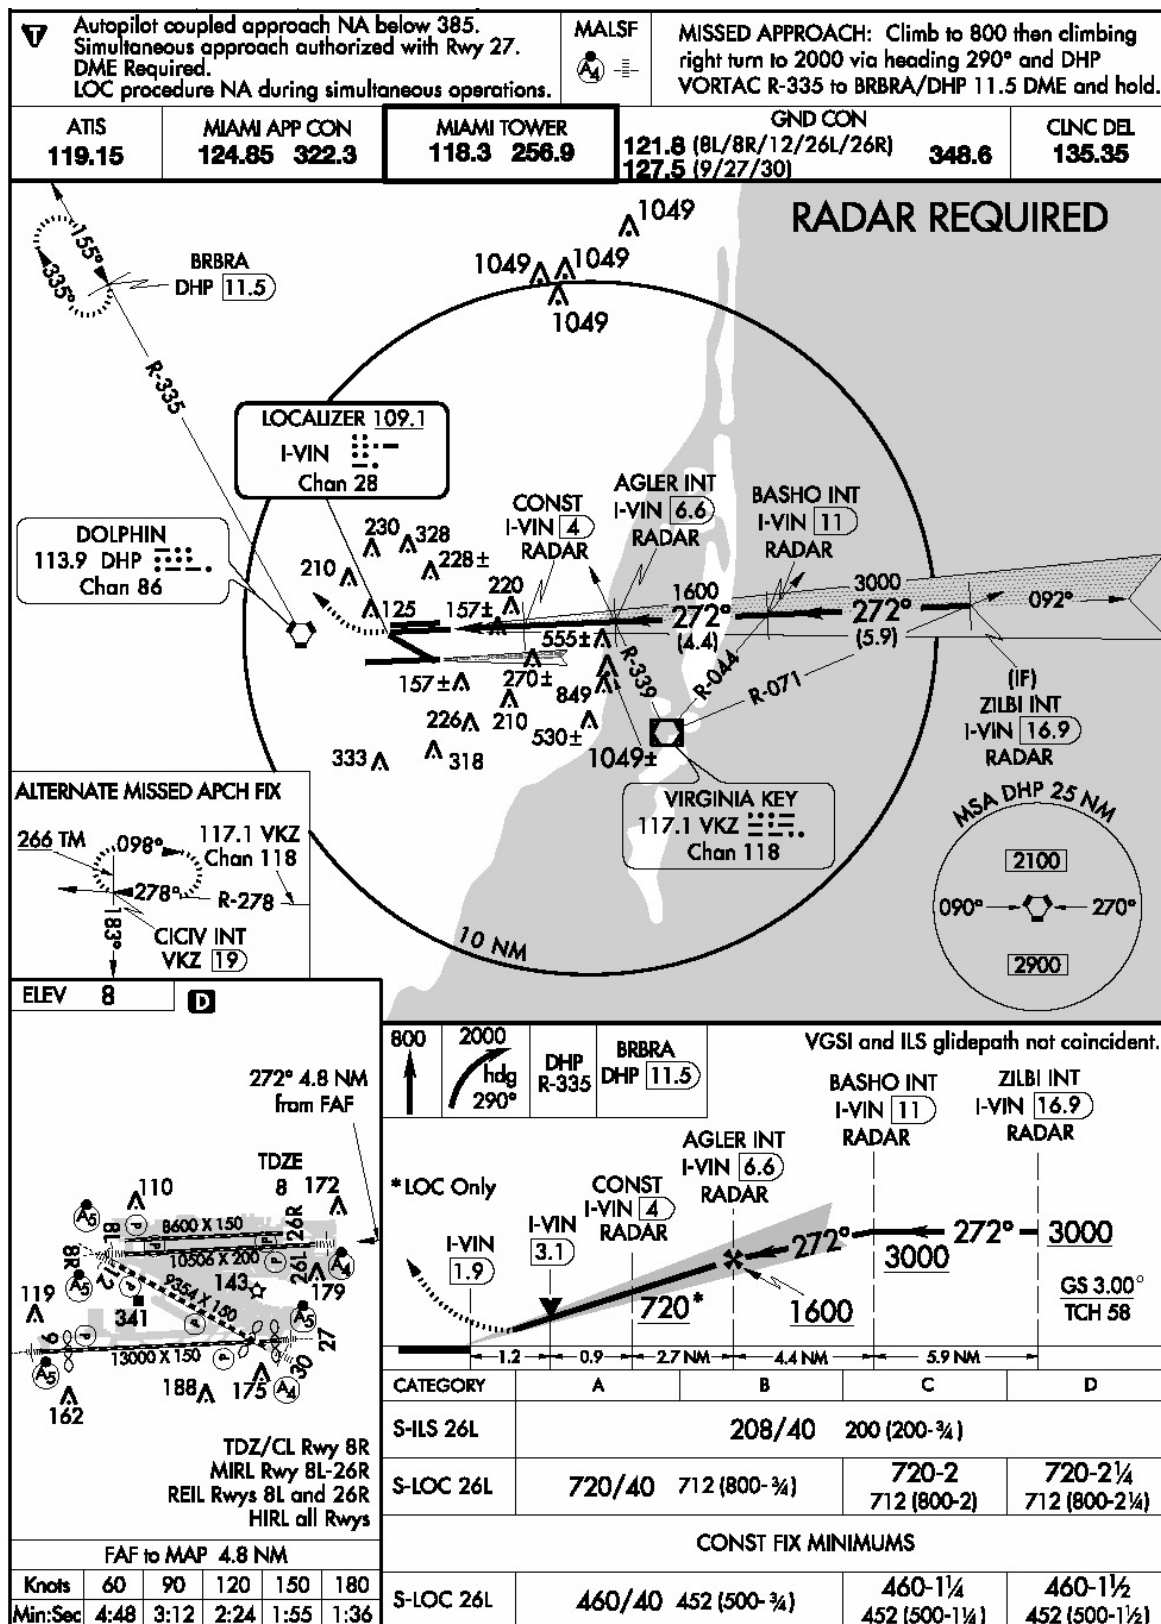 T
Autopilot coupled approach NA below 385.
Simultaneous approach authorized with Rwy 27.
DME Required.
LOC procedure NA during simultaneous operations.
MALSF
A4
MISSED APPROACH: Climb to 800 then climbing
right turn to 2000 via heading 290° and DHP
VORTAC R-335 to BRBRA/DHP 11.5 DME and hold.
ATIS
119.15
MIAMI APP CON
124.85 322.3
MIAMI TOWER
118.3 256.9
GND CON
121.8 (8L/8R/12/26L/26R)
127.5 (9/27/30)
348.6
CLNC DEL
135.35
RADAR REQUIRED
1049
1049
1049
1049
155°
335°
BRBRA
DHP 11.5
R-335
LOCALIZER 109.1
I-VIN
Chan 28
DOLPHIN
113.9 DHP
Chan 86
CONST
I-VIN 4
RADAR
AGLER INT
I-VIN 6.6
RADAR
BASHO INT
I-VIN 11
RADAR
230
328
210
228±
220
125
157±
1600
272°
(4.4)
3000
272°
(5.9)
092°
555±
R-339
R-044
R-071
157±
270±
849
210
226
530±
1049±
333
318
(IF)
ZILBI INT
I-VIN 16.9
RADAR
VIRGINIA KEY
117.1 VKZ
Chan 118
MSA DHP 25 NM
2100
090°
270°
2900
10 NM
ALTERNATE MISSED APCH FIX
266 TM
098°
117.1 VKZ
Chan 118
278°
R-278
183°
CICIV INT
VKZ 19
ELEV 8
D
272° 4.8 NM
from FAF
TDZE
8
172
110
A5
8L
8600 X 150
P
26R
8R
10506 X 200
P
26L
A4
A5
12
9354 X 150
P
143
179
119
341
P
A5
27
9
P
13000 X 150
P
30
A5
188
175
A4
162
TDZ/CL Rwy 8R
MIRL Rwy 8L-26R
REIL Rwys 8L and 26R
HIRL all Rwys
FAF to MAP 4.8 NM
Knots 60 90 120 150 180
Min:Sec 4:48 3:12 2:24 1:55 1:36
800
2000
hdg
290°
DHP
R-335
BRBRA
DHP 11.5
VGSI and ILS glidepath not coincident.
BASHO INT
I-VIN 11
RADAR
ZILBI INT
I-VIN 16.9
RADAR
AGLER INT
I-VIN 6.6
RADAR
*LOC Only
CONST
I-VIN 4
RADAR
I-VIN
3.1
I-VIN
1.9
272°
272°
3000
3000
720*
1600
GS 3.00°
TCH 58
1.2
0.9
2.7 NM
4.4 NM
5.9 NM
CATEGORY A B C D
S-ILS 26L 208/40 200 (200-¾)
S-LOC 26L 720/40 712 (800-¾)
720-2
712 (800-2)
720-2¼
712 (800-2¼)
CONST FIX MINIMUMS
S-LOC 26L 460/40 452 (500-¾)
460-1¼
452 (500-1¼)
460-1½
452 (500-1½)